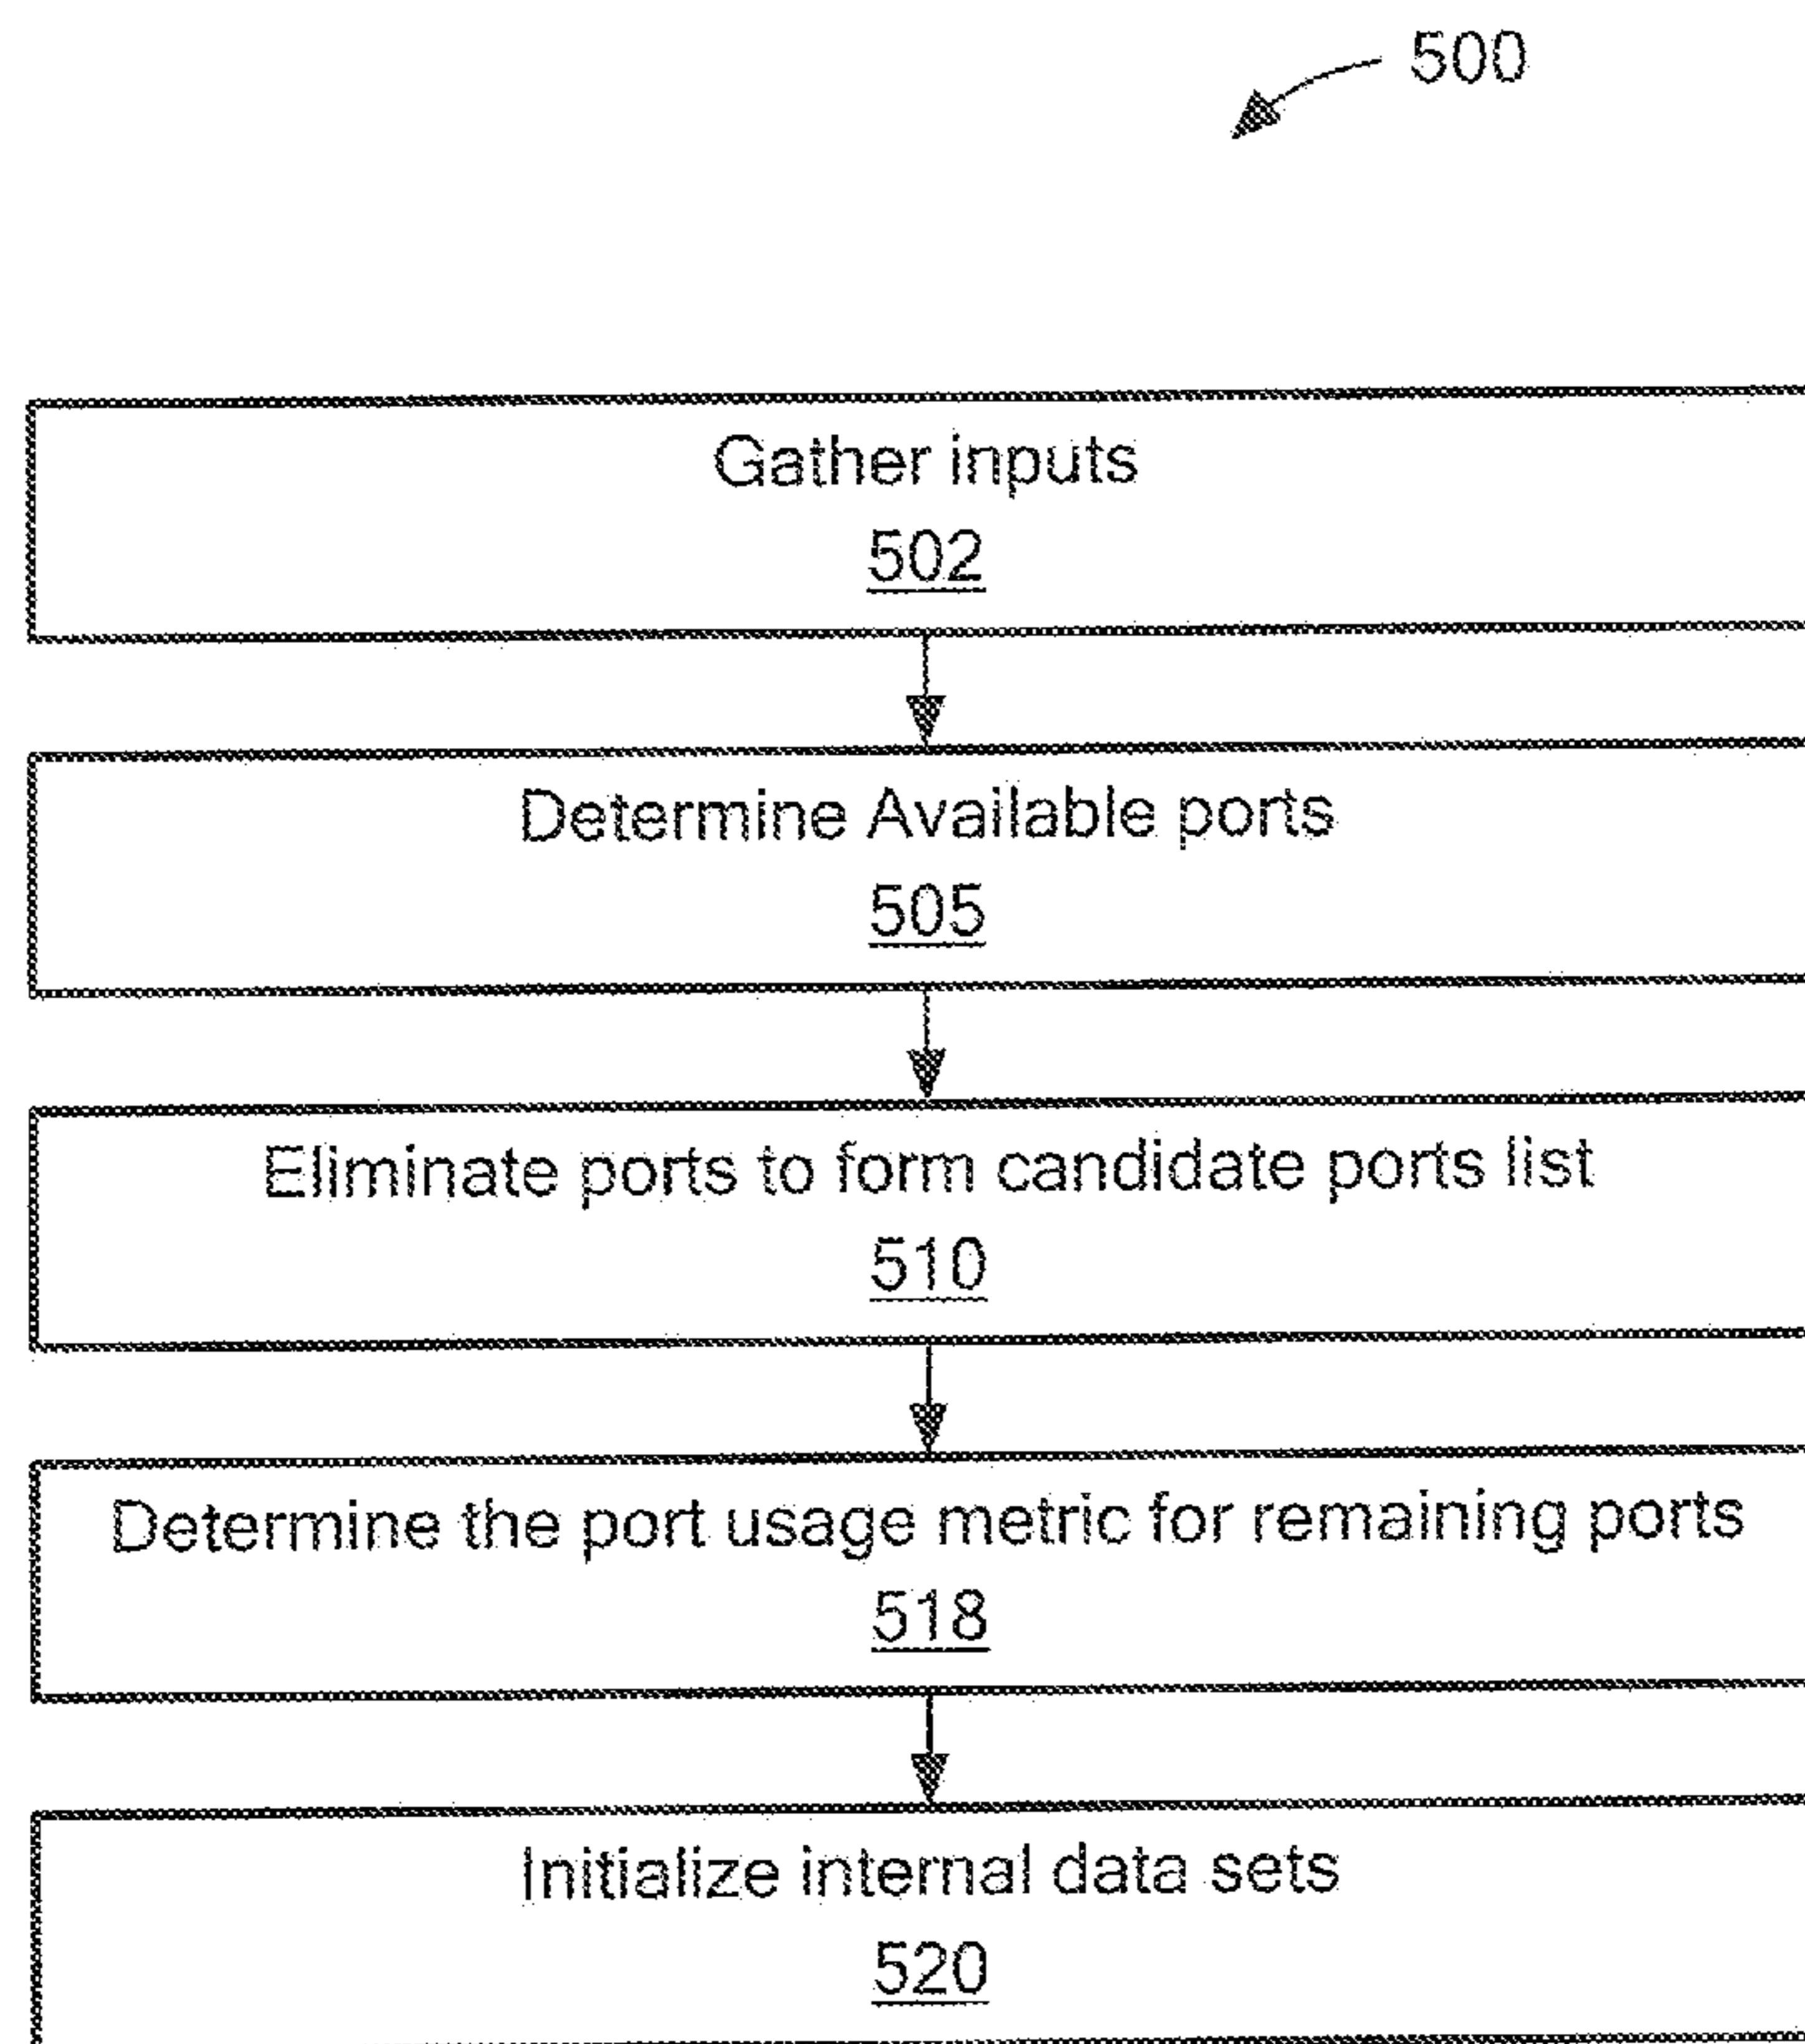 500
Gather inputs
502
Determine Available ports
505
Eliminate ports to form candidate ports list
510
Determine the port usage metric for remaining ports
518
Initialize internal data sets
520